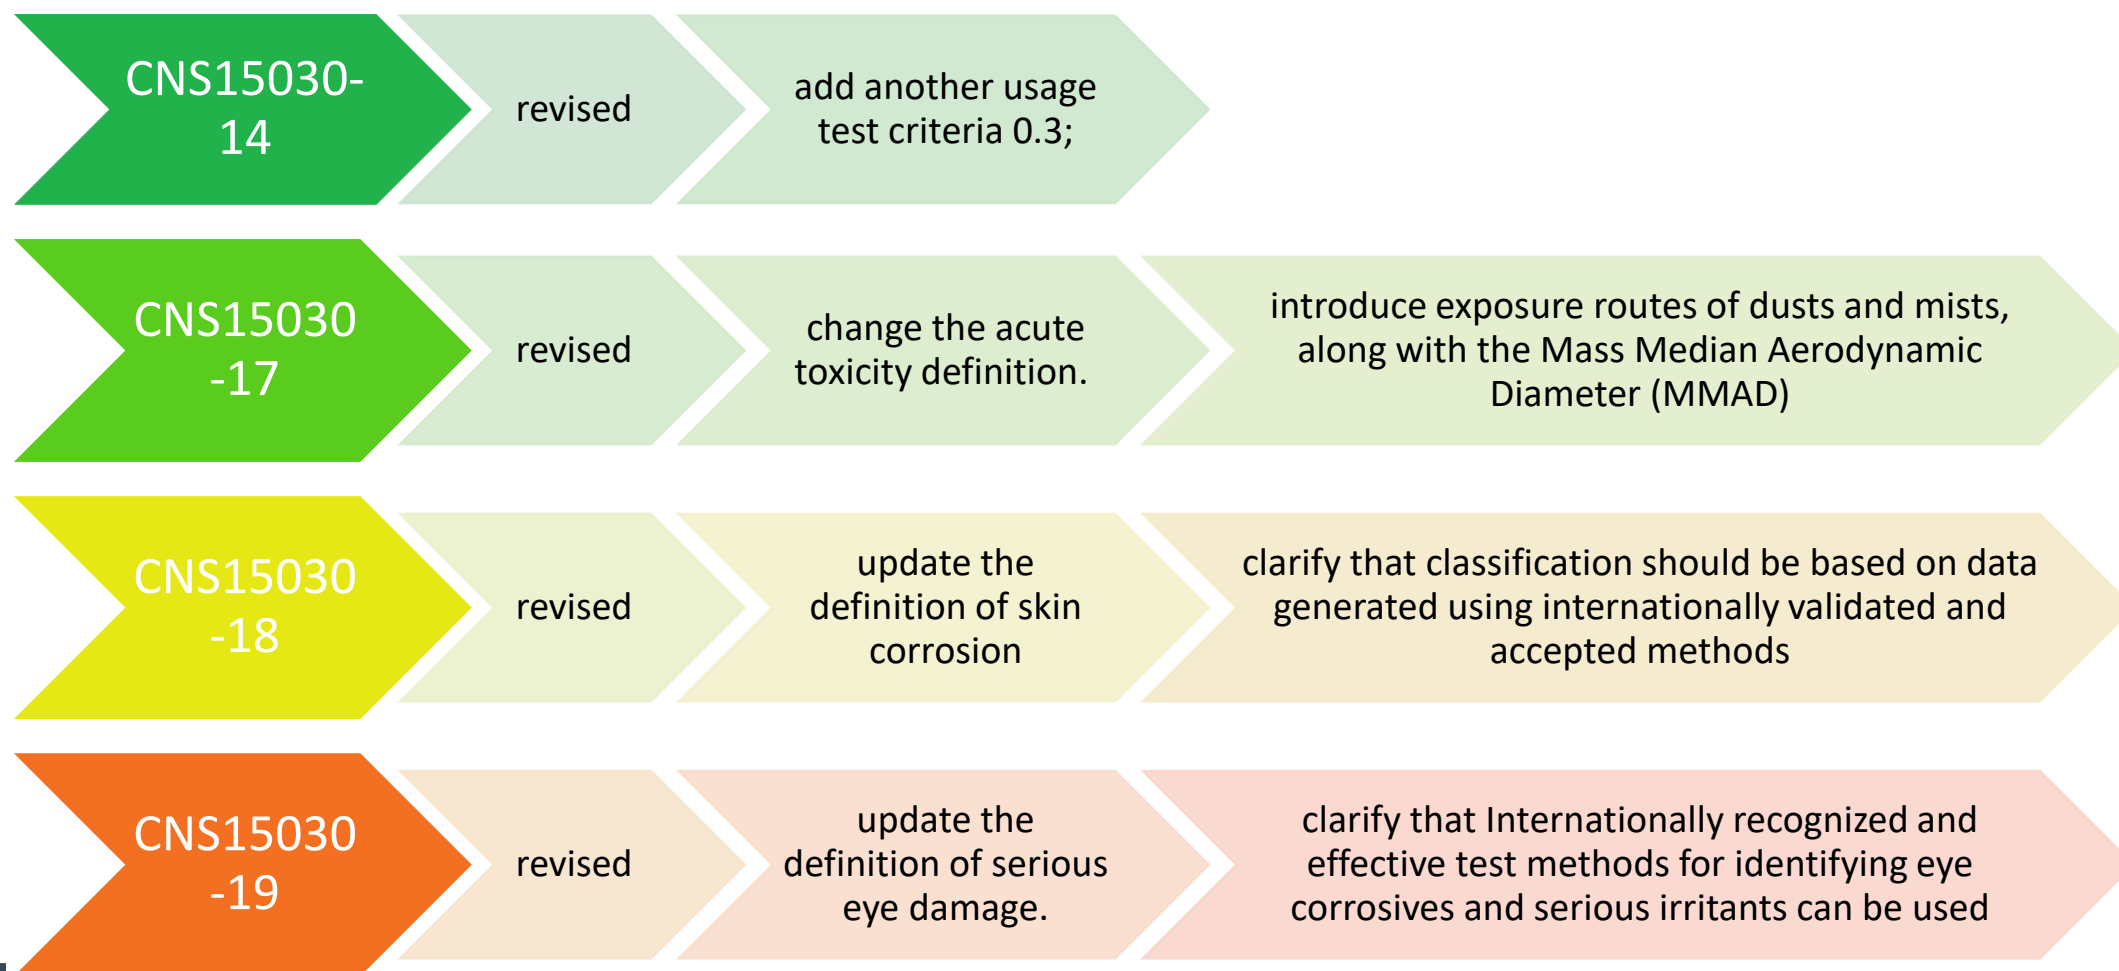 CNS15030-
14
revised
add another usage
test criteria 0.3;
CNS15030
-17
revised
change the acute
toxicity definition.
introduce exposure routes of dusts and mists,
along with the Mass Median Aerodynamic
Diameter (MMAD)
CNS15030
-18
revised
update the
definition of skin
corrosion
clarify that classification should be based on data
generated using internationally validated and
accepted methods
CNS15030
-19
revised
update the
definition of serious
eye damage.
clarify that Internationally recognized and
effective test methods for identifying eye
corrosives and serious irritants can be used